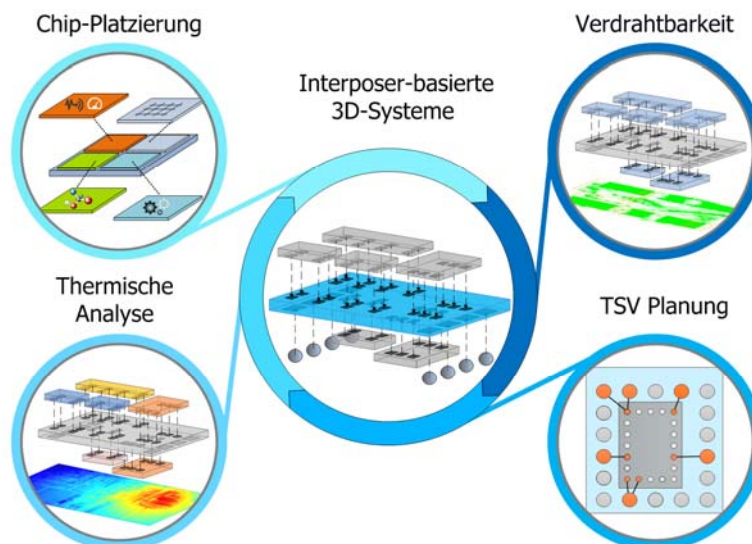 Chip-Platzierung
Interposer-basierte
3D-Systeme
Verdrahtbarkeit
Thermische
Analyse
TSV Planung